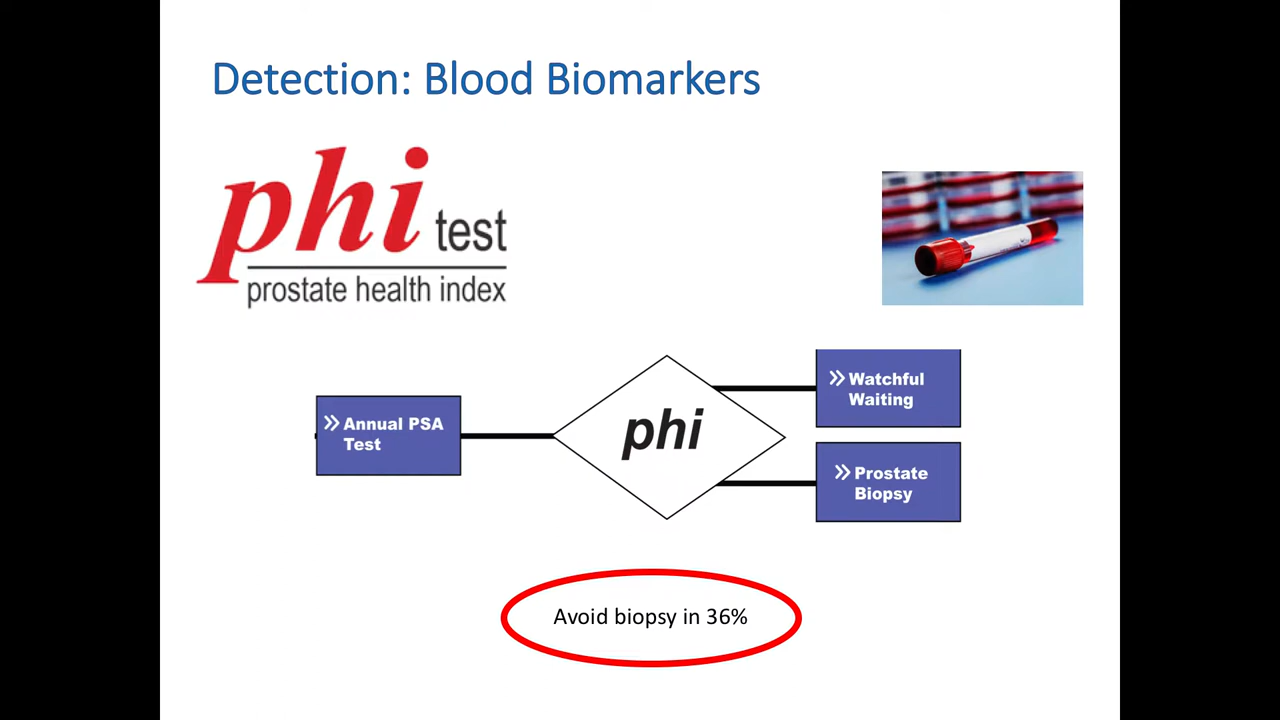 Detection: Blood Biomarkers
phi test
prostate health index
Annual PSA
Test
phi
Watchful
Waiting
Prostate
Biopsy
Avoid biopsy in 36%